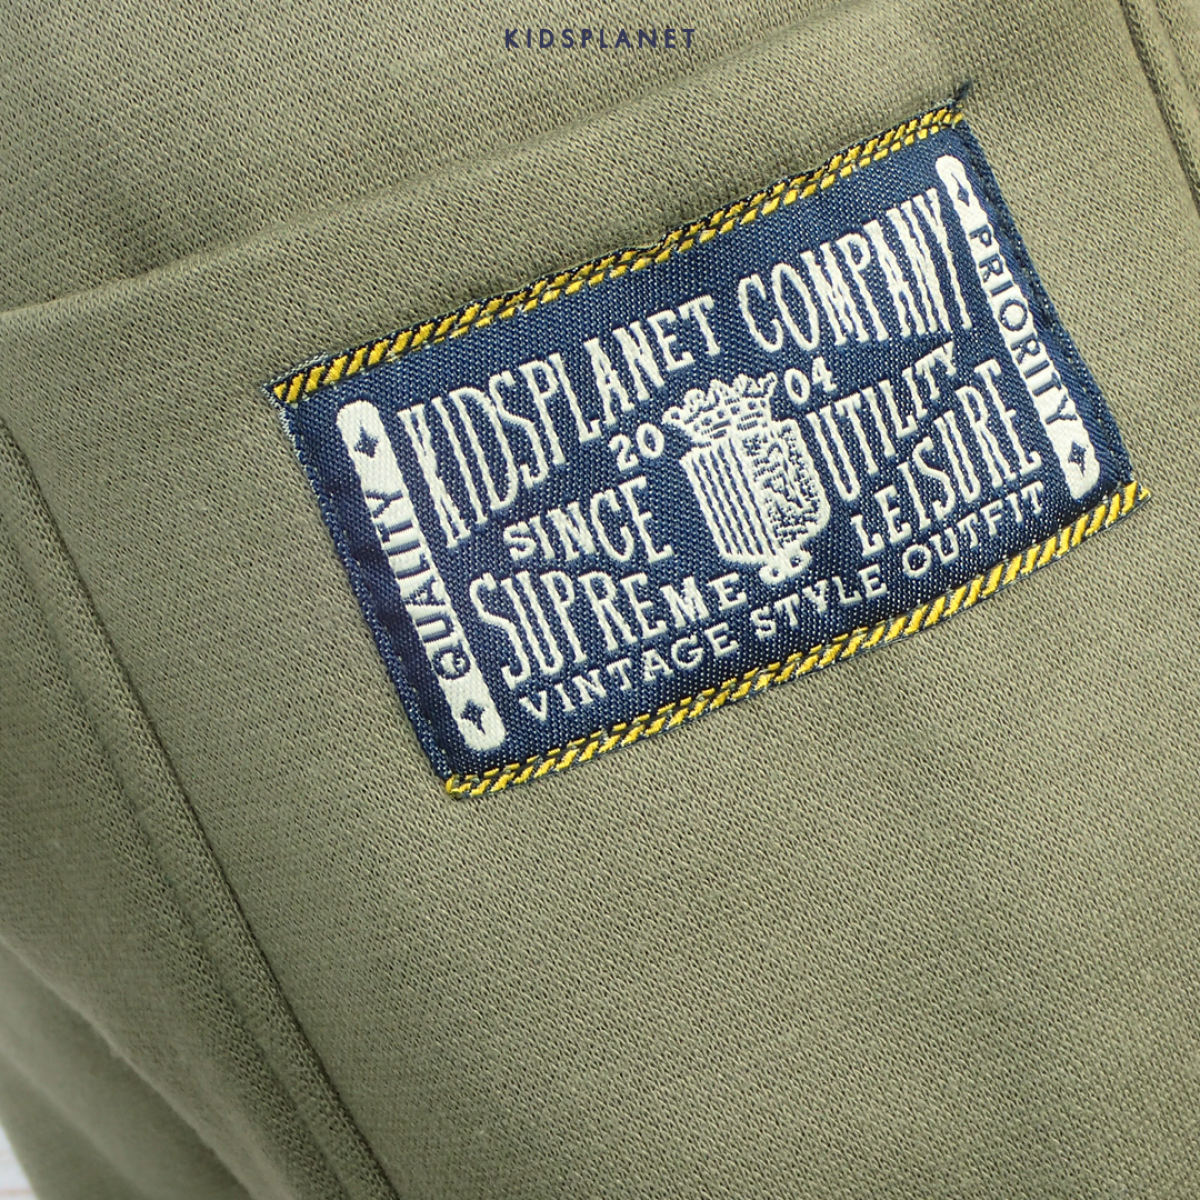 KIDSPLANET
KIDSPLANET COMPANY
20 04
SINCE UTILITY
SUPREME LEISURE
VINTAGE STYLE OUTFIT
QUALITY
PRIORITY